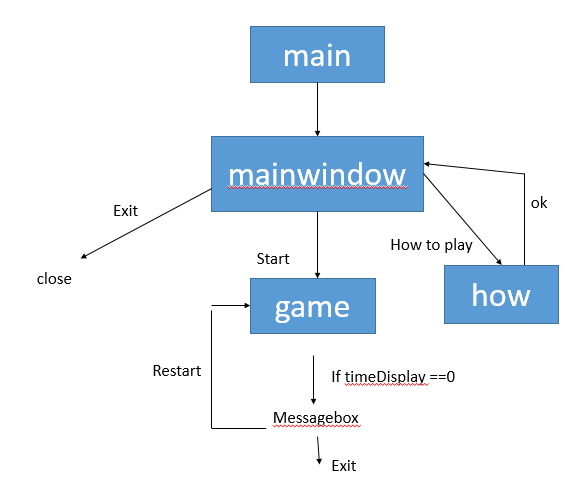 main
mainwindow
Exit
ok
How to play
Start
close
how
game
Restart
If timeDisplay ==0
Messagebox
Exit